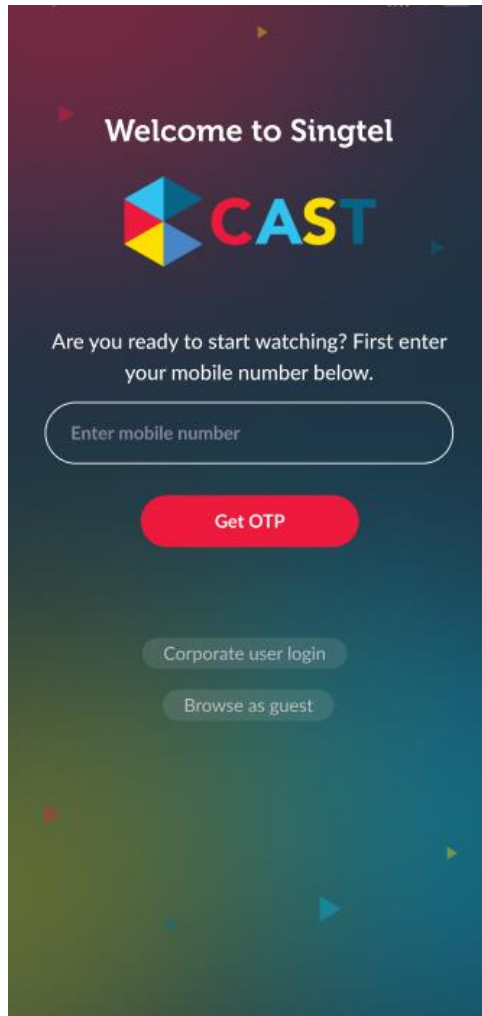 Welcome to Singtel
CAST
Are you ready to start watching? First enter
your mobile number below.
Enter mobile number
Get OTP
Corporate user login
Browse as guest